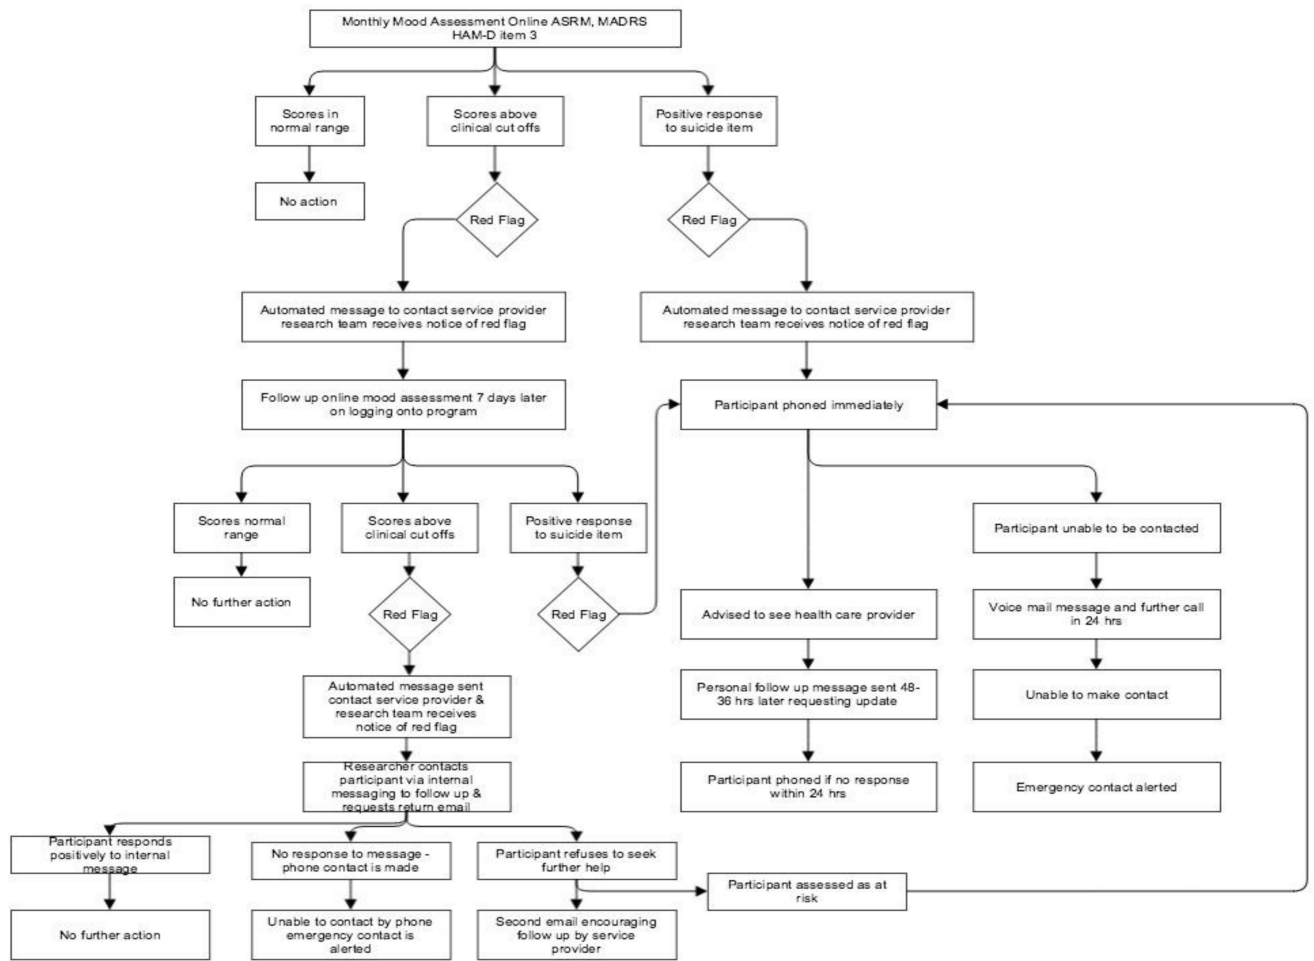 Monthly Mood Assessment Online ASRM, MADRS
HAM-D item 3
Scores in
normal range
Scores above
clinical cut offs
Positive response
to suicide item
No action
Red Flag
Red Flag
Automated message to contact service provider
research team receives notice of red flag
Automated message to contact service provider
research team receives notice of red flag
Follow up online mood assessment 7 days later
on logging onto program
Participant phoned immediately
Scores normal
range
Scores above
clinical cut offs
Positive response
to suicide item
Participant unable to be contacted
No further action
Red Flag
Red Flag
Advised to see health care provider
Voice mail message and further call
in 24 hrs
Automated message sent
contact service provider &
research team receives
notice of red flag
Personal follow up message sent 48-
36 hrs later requesting update
Unable to make contact
Researcher contacts
participant via internal
messaging to follow up &
requests return email
Participant phoned if no response
within 24 hrs
Emergency contact alerted
Participant responds
positively to internal
message
No response to message -
phone contact is made
Participant refuses to seek
further help
Participant assessed as at
risk
No further action
Unable to contact by phone
emergency contact is
alerted
Second email encouraging
follow up by service
provider